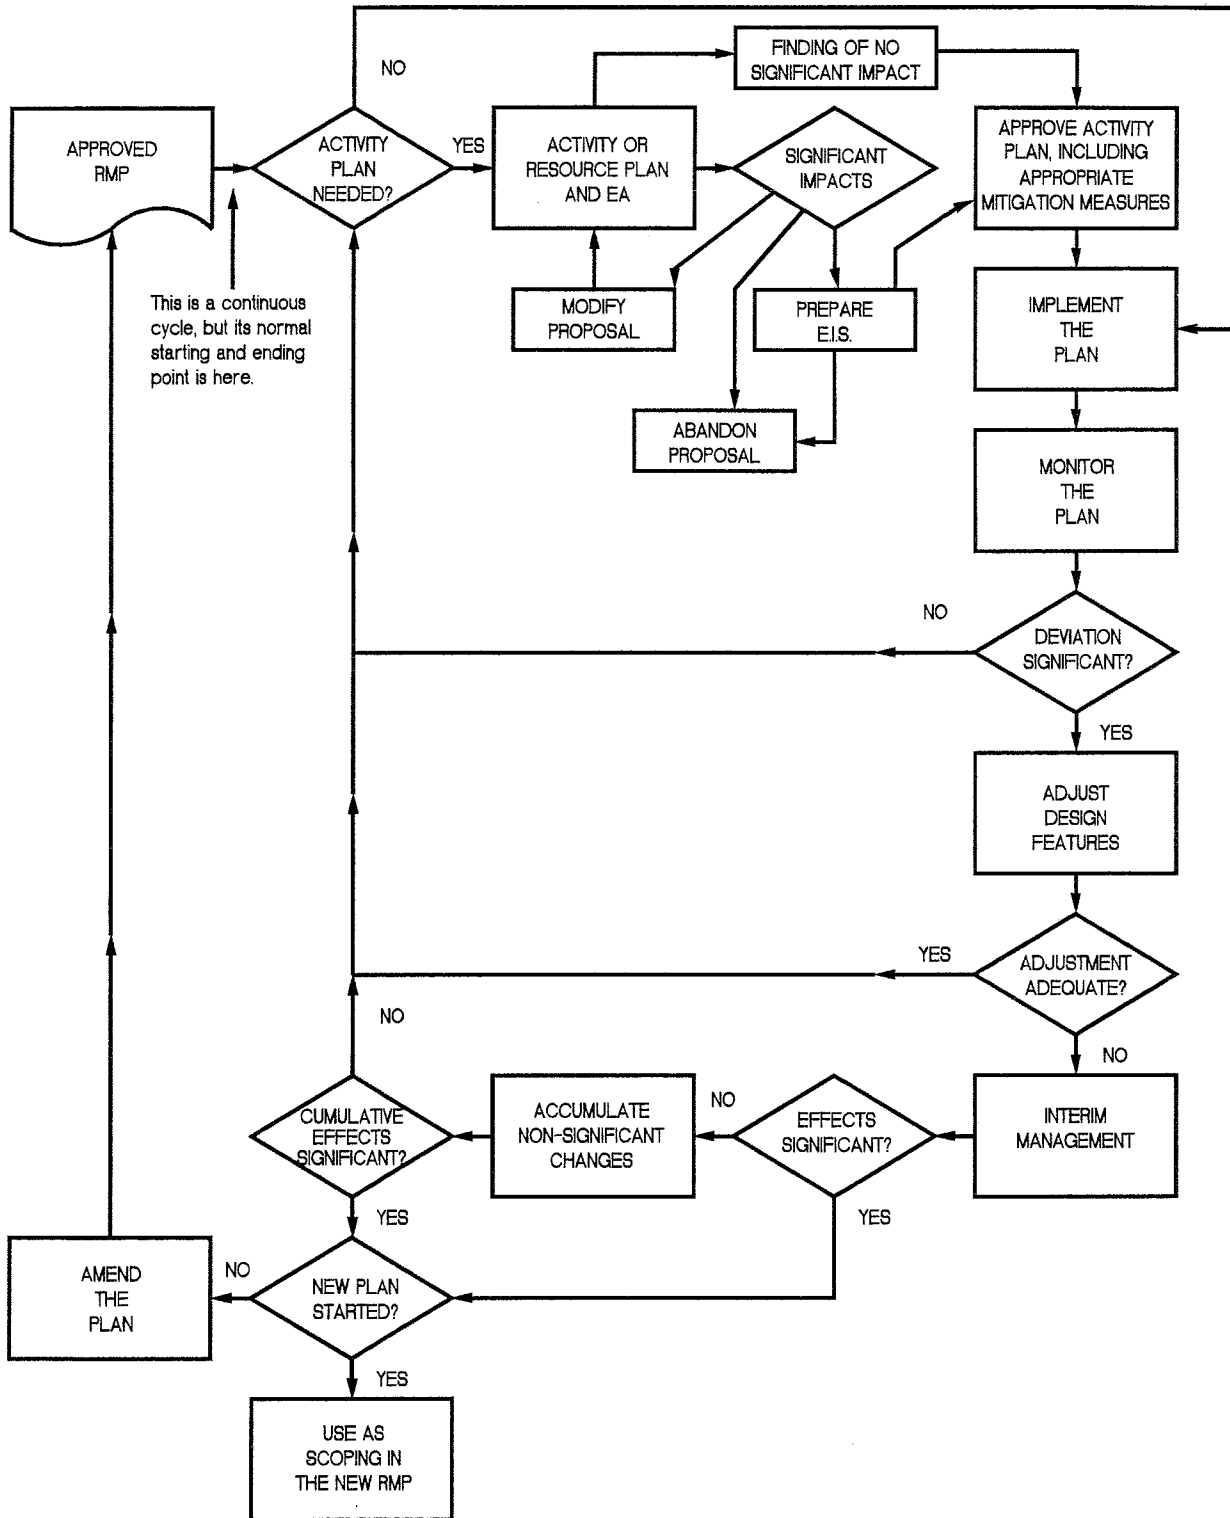 NO
FINDING OF NO
SIGNIFICANT IMPACT
APPROVED
RMP
ACTIVITY
PLAN
NEEDED?
YES
ACTIVITY OR
RESOURCE PLAN
AND EA
SIGNIFICANT
IMPACTS
APPROVE ACTIVITY
PLAN, INCLUDING
APPROPRIATE
MITIGATION MEASURES
This is a continuous
cycle, but its normal
starting and ending
point is here.
MODIFY
PROPOSAL
PREPARE
E.I.S.
IMPLEMENT
THE
PLAN
ABANDON
PROPOSAL
MONITOR
THE
PLAN
NO
DEVIATION
SIGNIFICANT?
YES
ADJUST
DESIGN
FEATURES
YES
ADJUSTMENT
ADEQUATE?
NO
NO
CUMULATIVE
EFFECTS
SIGNIFICANT?
ACCUMULATE
NON-SIGNIFICANT
CHANGES
NO
EFFECTS
SIGNIFICANT?
INTERIM
MANAGEMENT
YES
YES
AMEND
THE
PLAN
NO
NEW PLAN
STARTED?
YES
USE AS
SCOPING IN
THE NEW RMP